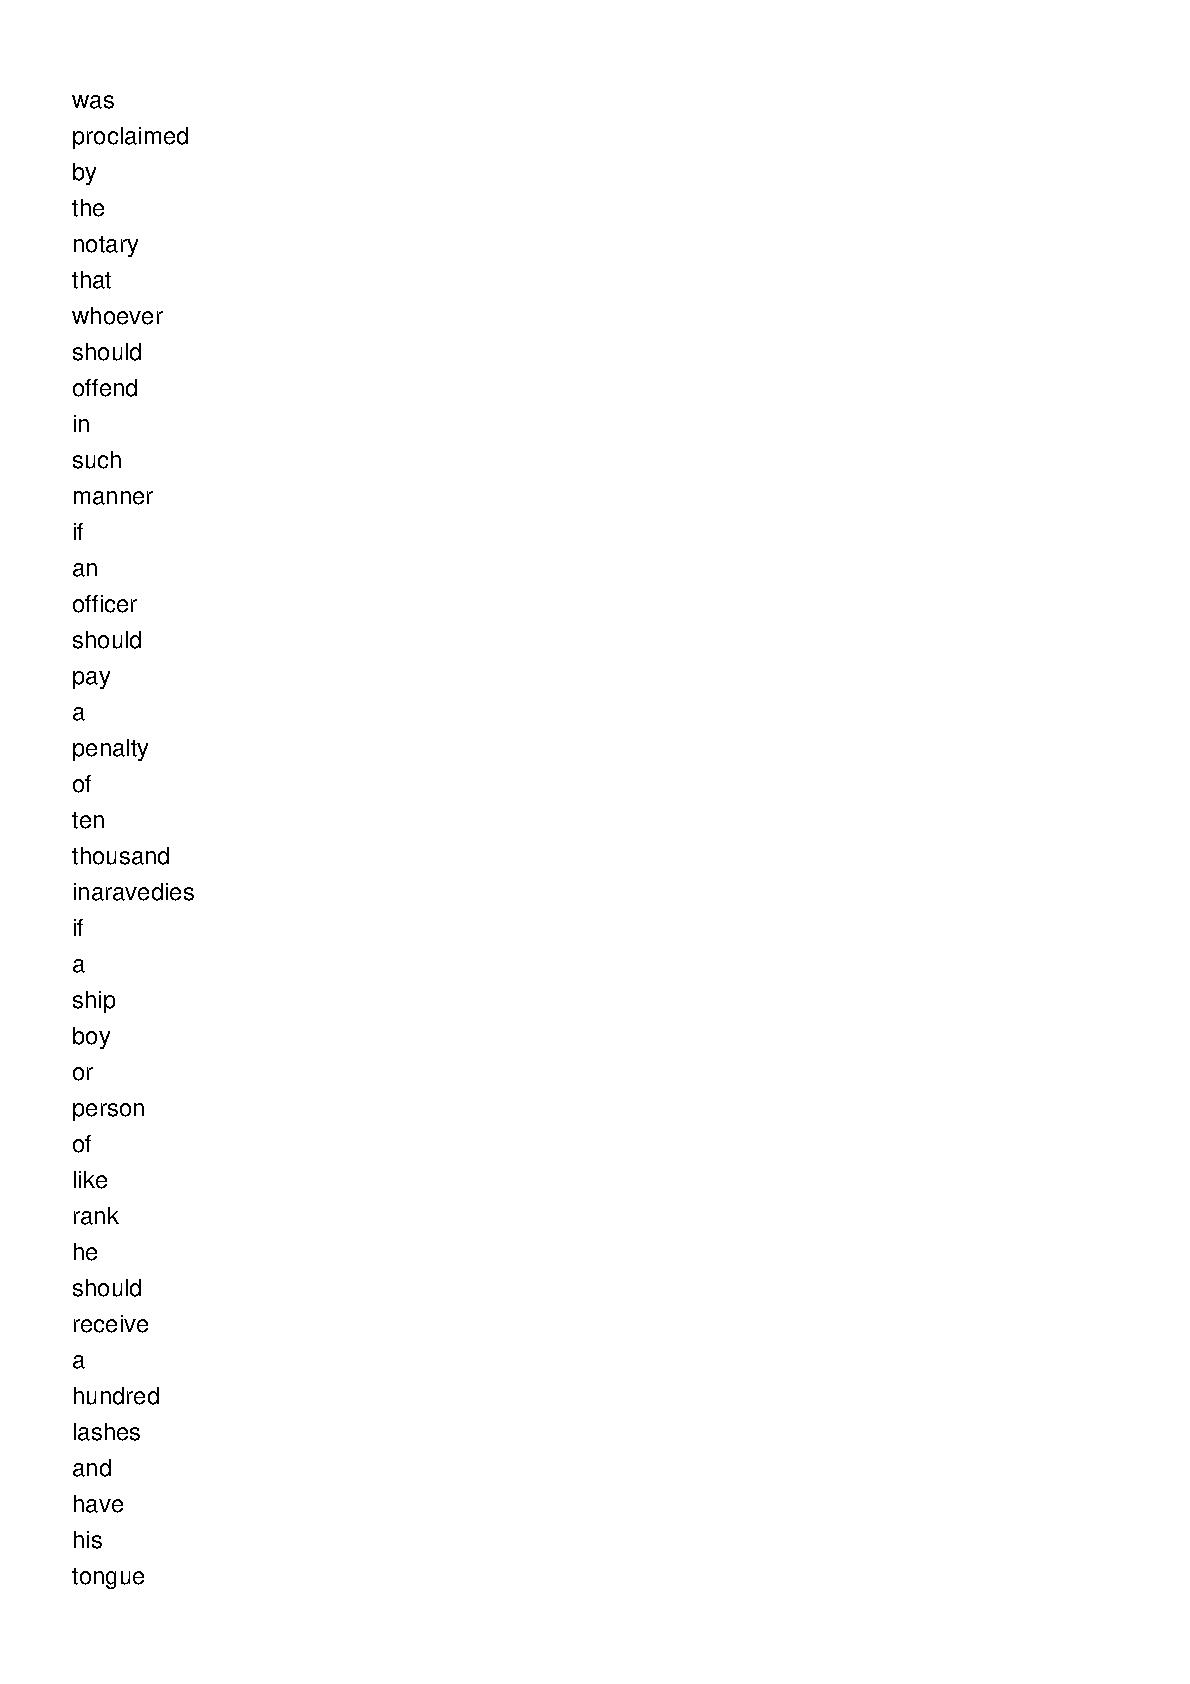 was
proclaimed
by
the
notary
that
whoever
should
offend
in
such
manner
if
an
officer
should
pay
a
penalty
of
ten
thousand
inaravedies
if
a
ship
boy
or
person
of
like
rank
he
should
receive
a
hundred
lashes
and
have
his
tongue